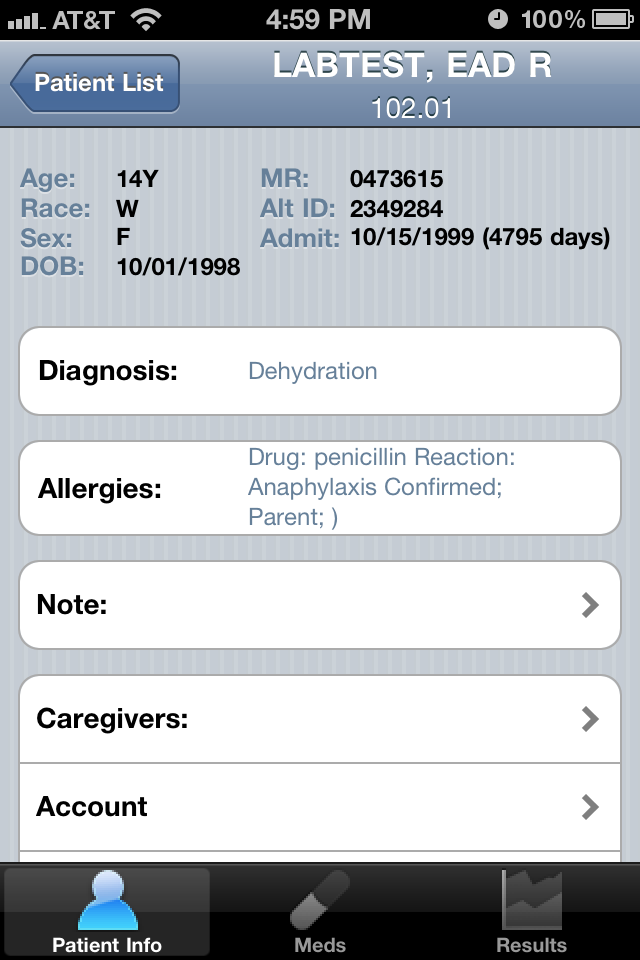 AT&T 4:59 PM 100%
Patient List
LABTEST, EAD R
102.01
Age: 14Y
Race: W
Sex: F
DOB: 10/01/1998
MR: 0473615
Alt ID: 2349284
Admit: 10/15/1999 (4795 days)
Diagnosis: Dehydration
Allergies: Drug: penicillin Reaction:
Anaphylaxis Confirmed;
Parent; )
Note:
Caregivers:
Account
Patient Info
Meds
Results